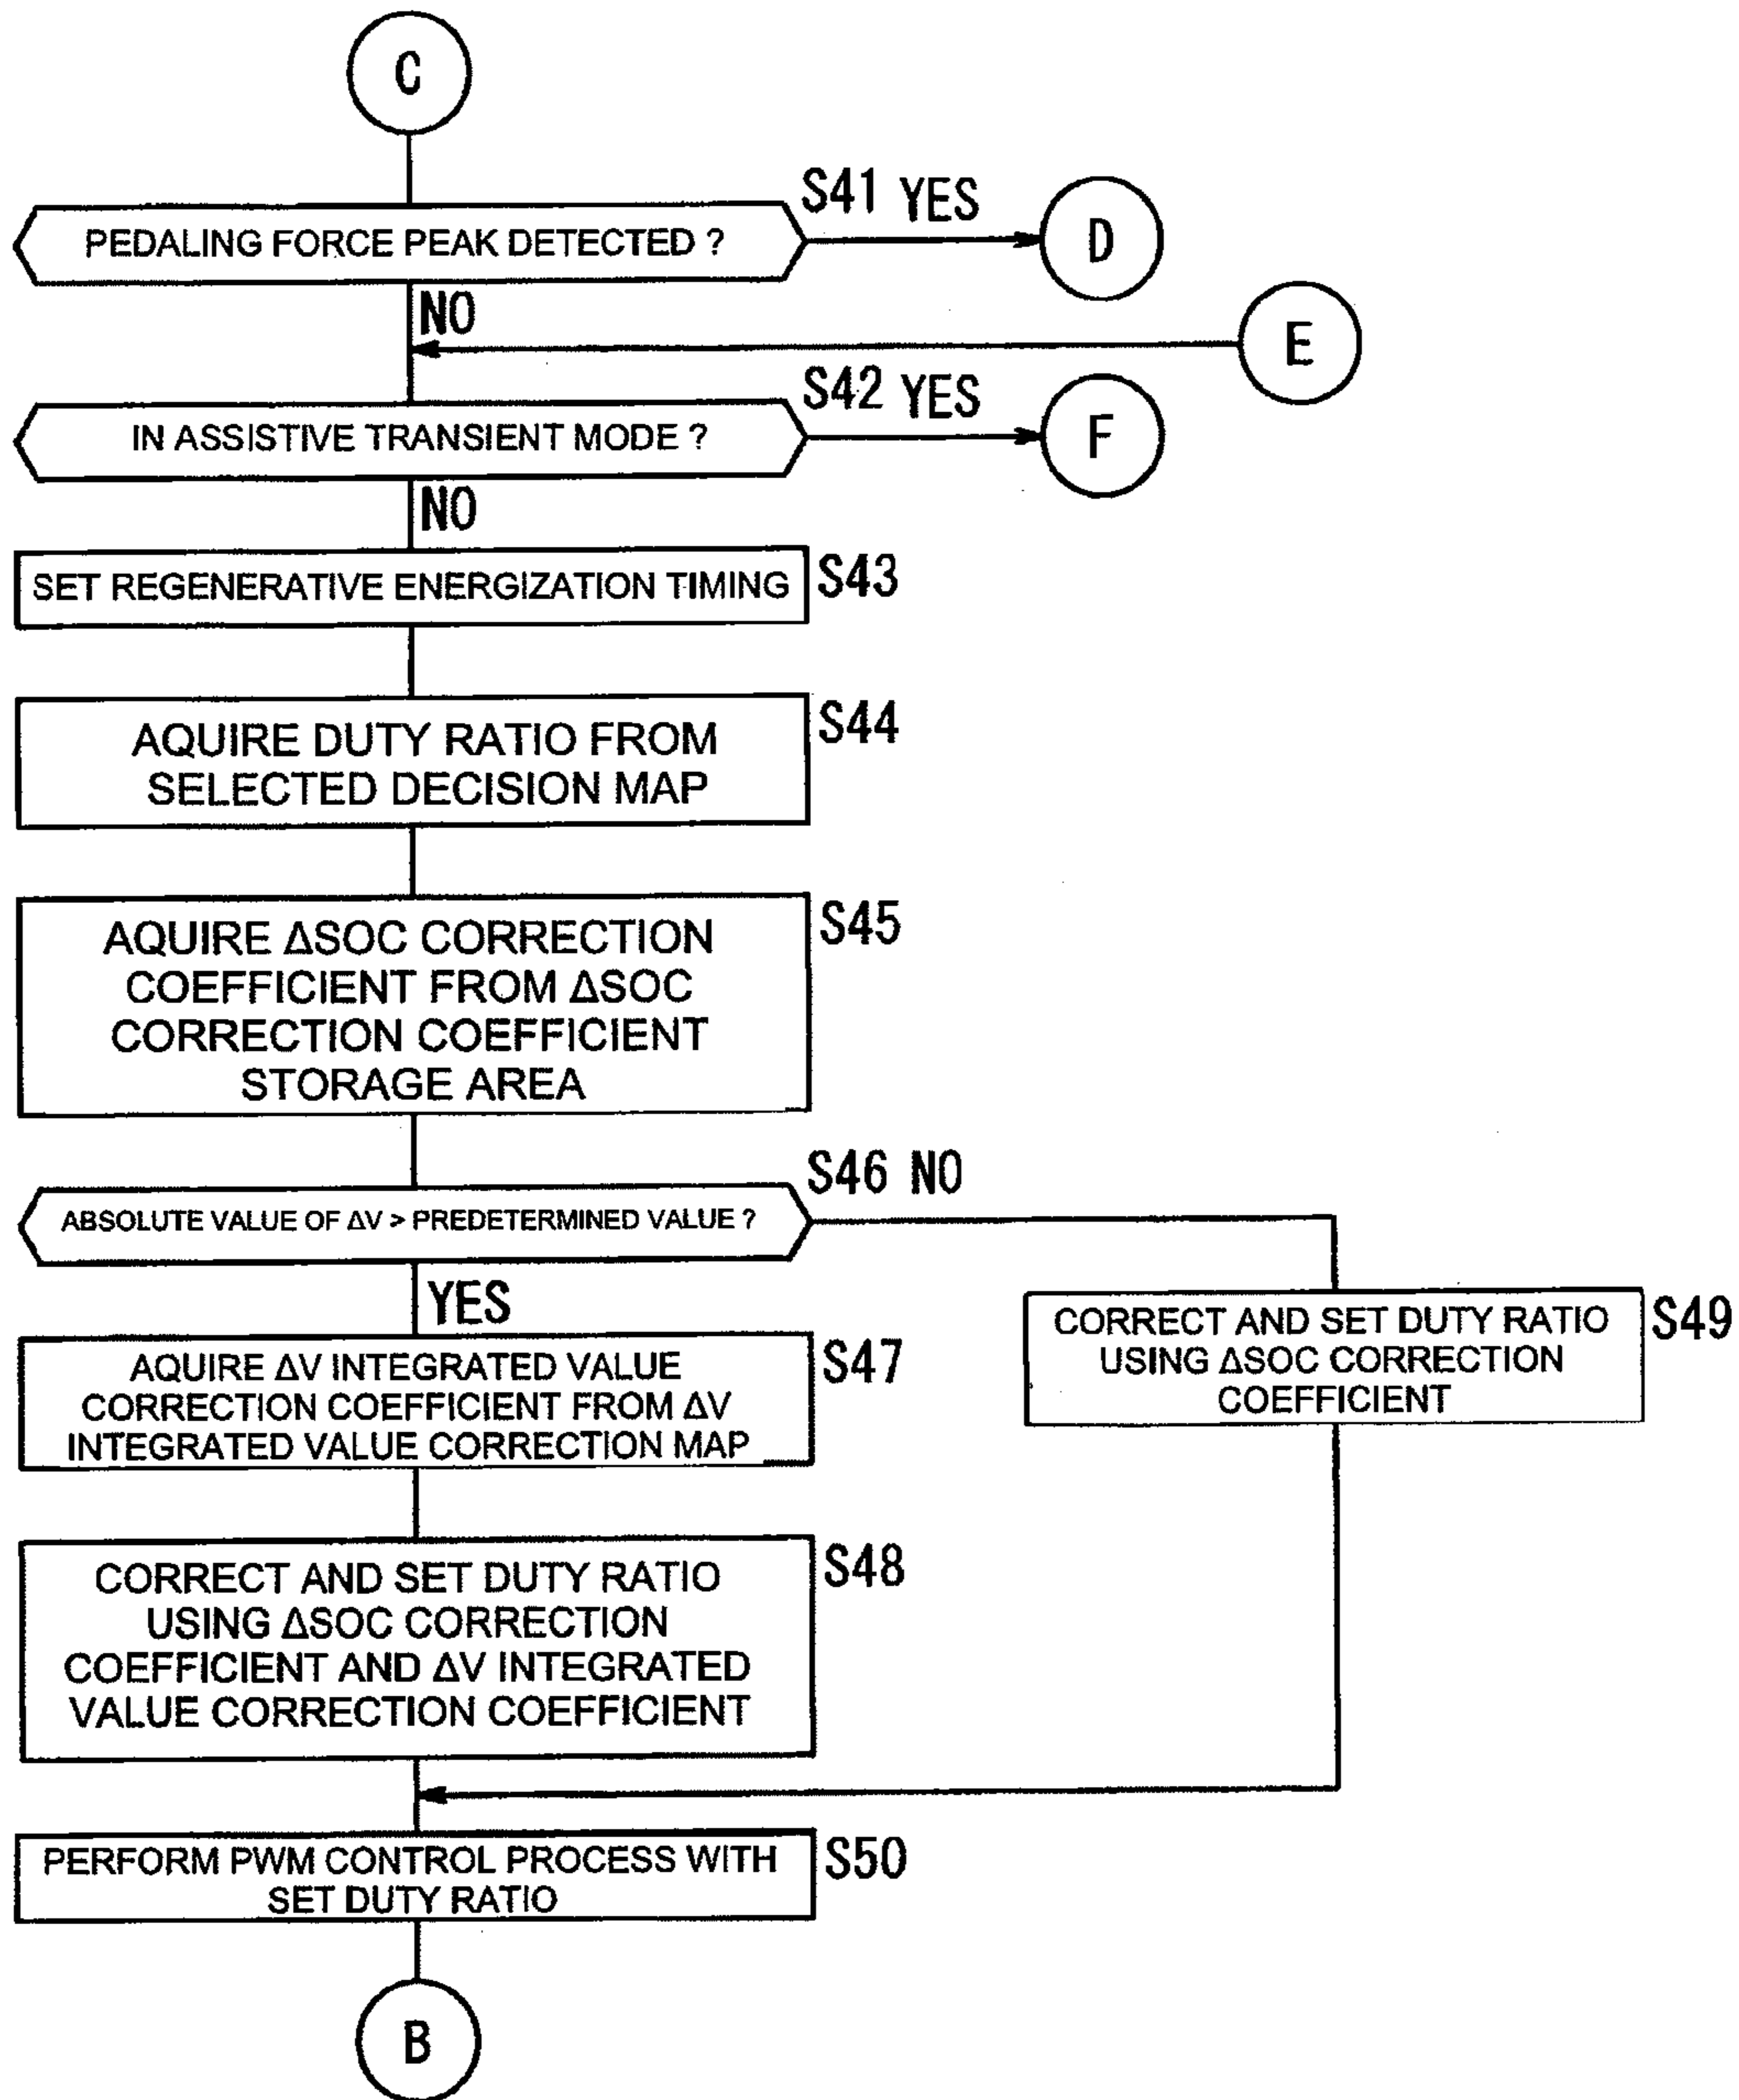 C
S41 YES
PEDALING FORCE PEAK DETECTED ?
D
NO
E
S42 YES
IN ASSISTIVE TRANSIENT MODE ?
F
NO
SET REGENERATIVE ENERGIZATION TIMING
S43
AQUIRE DUTY RATIO FROM
SELECTED DECISION MAP
S44
AQUIRE ΔSOC CORRECTION
COEFFICIENT FROM ΔSOC
CORRECTION COEFFICIENT
STORAGE AREA
S45
S46 NO
ABSOLUTE VALUE OF ΔV > PREDETERMINED VALUE ?
YES
CORRECT AND SET DUTY RATIO
USING ΔSOC CORRECTION
COEFFICIENT
S49
AQUIRE ΔV INTEGRATED VALUE
CORRECTION COEFFICIENT FROM ΔV
INTEGRATED VALUE CORRECTION MAP
S47
CORRECT AND SET DUTY RATIO
USING ΔSOC CORRECTION
COEFFICIENT AND ΔV INTEGRATED
VALUE CORRECTION COEFFICIENT
S48
PERFORM PWM CONTROL PROCESS WITH
SET DUTY RATIO
S50
B